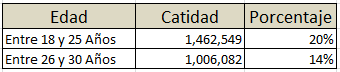 Edad Catidad Porcentaje
Entre 18 y 25 Años 1,462,549 20%
Entre 26 y 30 Años 1,006,082 14%